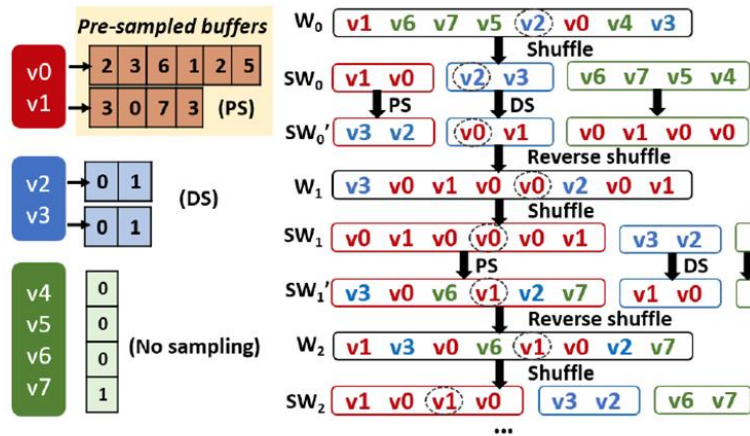 Pre-sampled buffers
v0
2 3 6 1 2 5
v1
3 0 7 3
(PS)
v2
0 1
(DS)
v3
0 1
v4
0
v5
0
(No sampling)
v6
0
v7
1
W0 v1 v6 v7 v5 v2 v0 v4 v3
Shuffle
SW0 v1 v0 v2 v3 v6 v7 v5 v4
PS DS
SW0’ v3 v2 v0 v1 v0 v1 v0 v0
Reverse shuffle
W1 v3 v0 v1 v0 v0 v2 v0 v1
Shuffle
SW1 v0 v1 v0 v0 v0 v1 v3 v2
PS DS
SW1’ v3 v0 v6 v1 v2 v7 v1 v0
Reverse shuffle
W2 v1 v3 v0 v6 v1 v0 v2 v7
Shuffle
SW2 v1 v0 v1 v0 v3 v2 v6 v7
...